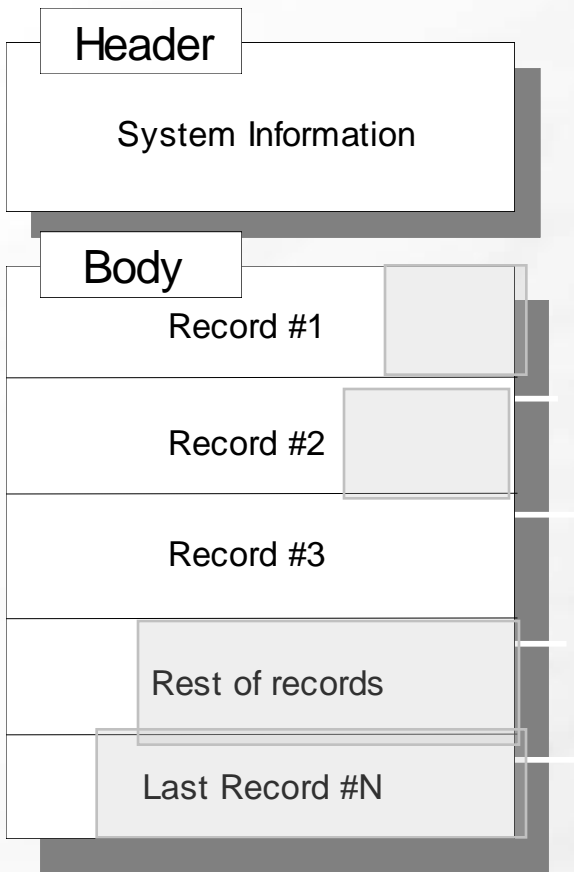 Header
System Information
Body
Record #1
Record #2
Record #3
Rest of records
Last Record #N